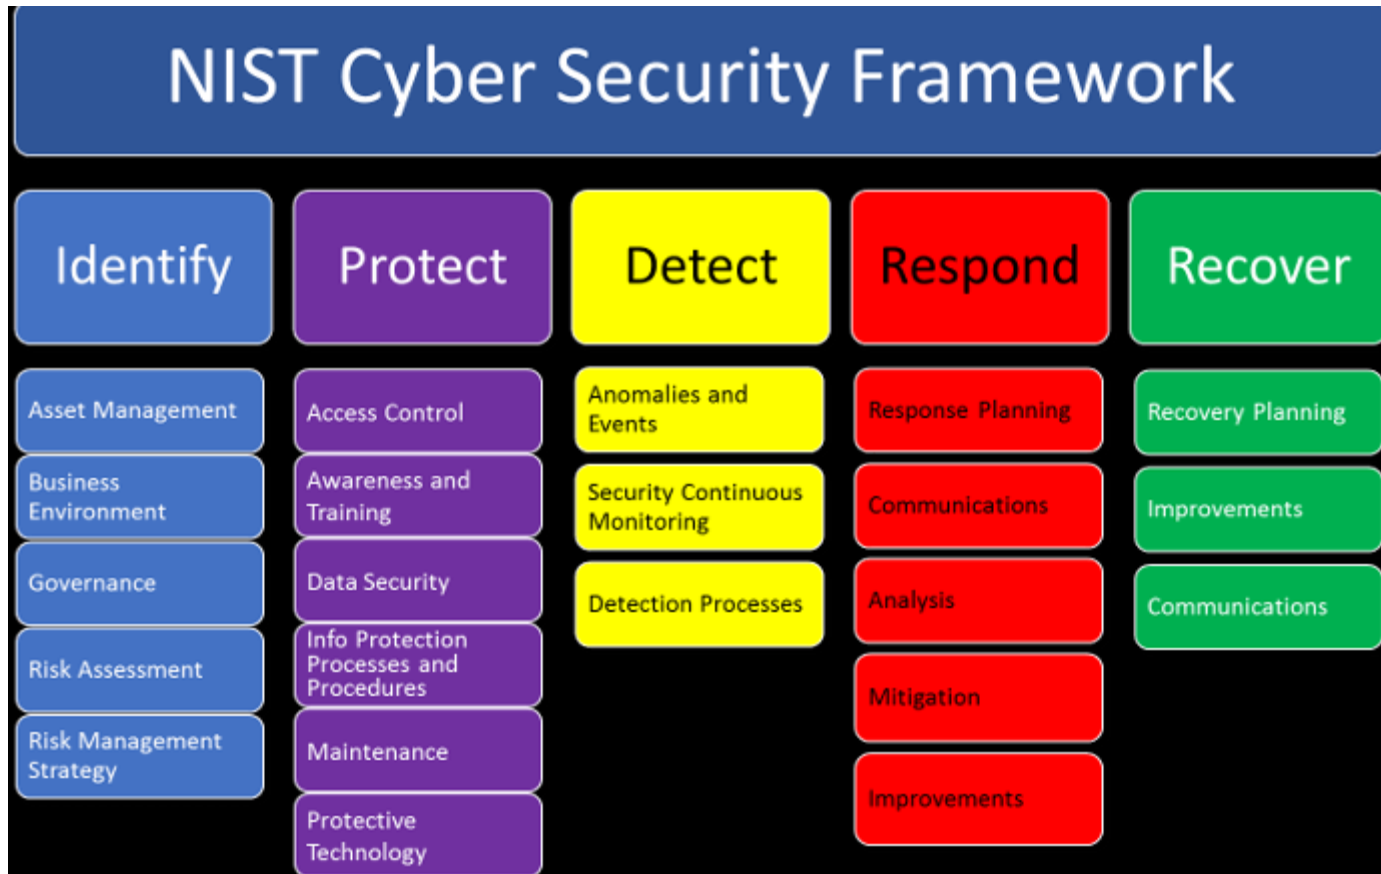 NIST Cyber Security Framework
Identify
Asset Management
Business
Environment
Governance
Risk Assessment
Risk Management
Strategy
Protect
Access Control
Awareness and
Training
Data Security
Info Protection
Processes and
Procedures
Maintenance
Protective
Technology
Detect
Anomalies and
Events
Security Continuous
Monitoring
Detection Processes
Respond
Response Planning
Communications
Analysis
Mitigation
Improvements
Recover
Recovery Planning
Improvements
Communications